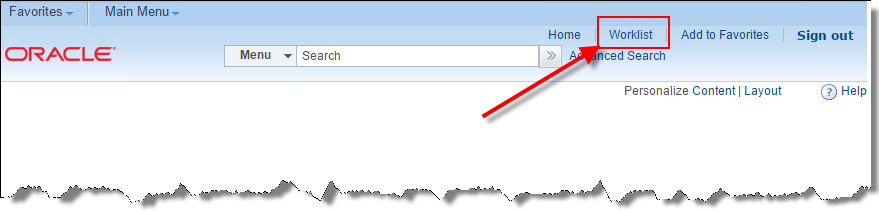 Favorites Main Menu
Home Worklist Add to Favorites Sign out
ORACLE Menu Search Advanced Search
Personalize Content | Layout Help